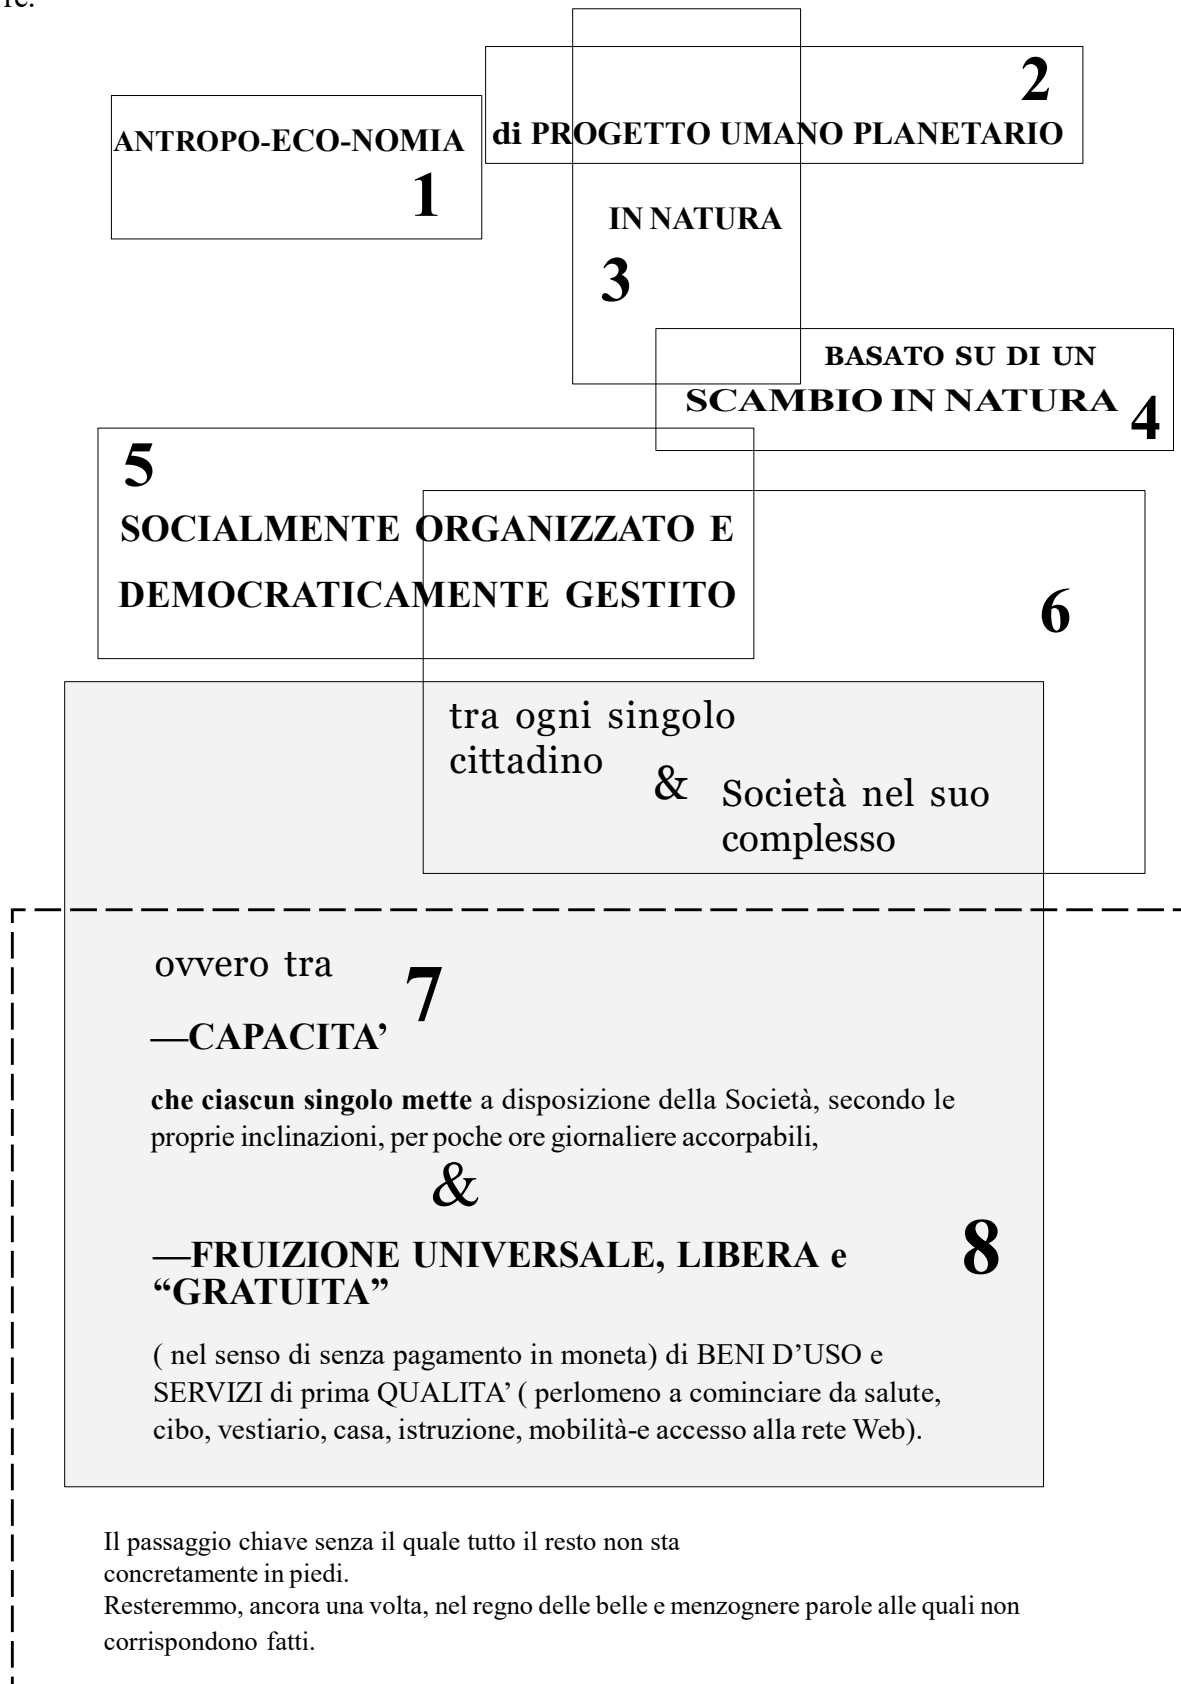 re.
2
ANTROPO-ECO-NOMIA
di PROGETTO UMANO PLANETARIO
1
IN NATURA
3
BASATO SU DI UN
SCAMBIO IN NATURA
4
5
SOCIALMENTE ORGANIZZATO E
DEMOCRATICAMENTE GESTITO
6
tra ogni singolo
cittadino
&
Società nel suo
complesso
ovvero tra
7
—CAPACITA’
che ciascun singolo mette a disposizione della Società, secondo le
proprie inclinazioni, per poche ore giornaliere accorpabili,
&
—FRUIZIONE UNIVERSALE, LIBERA e
“GRATUITA”
8
( nel senso di senza pagamento in moneta) di BENI D’USO e
SERVIZI di prima QUALITA’ ( perlomeno a cominciare da salute,
cibo, vestiario, casa, istruzione, mobilità-e accesso alla rete Web).
Il passaggio chiave senza il quale tutto il resto non sta
concretamente in piedi.
Resteremmo, ancora una volta, nel regno delle belle e menzognere parole alle quali non
corrispondono fatti.